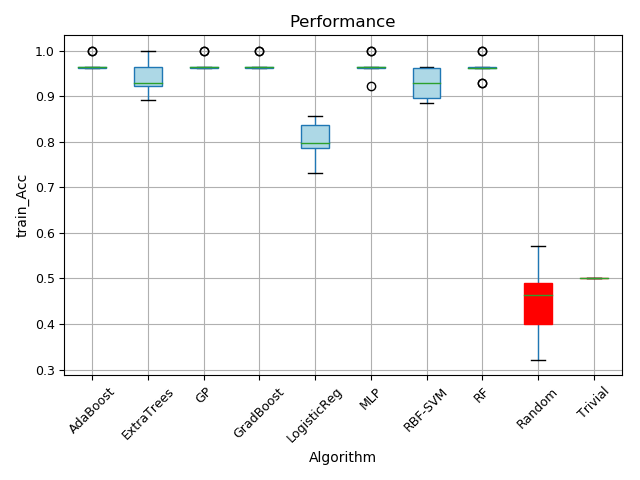 Performance
train_Acc
1.0
0.9
0.8
0.7
0.6
0.5
0.4
0.3
AdaBoost
ExtraTrees
GP
GradBoost
LogisticReg
MLP
RBF-SVM
RF
Random
Trivial
Algorithm